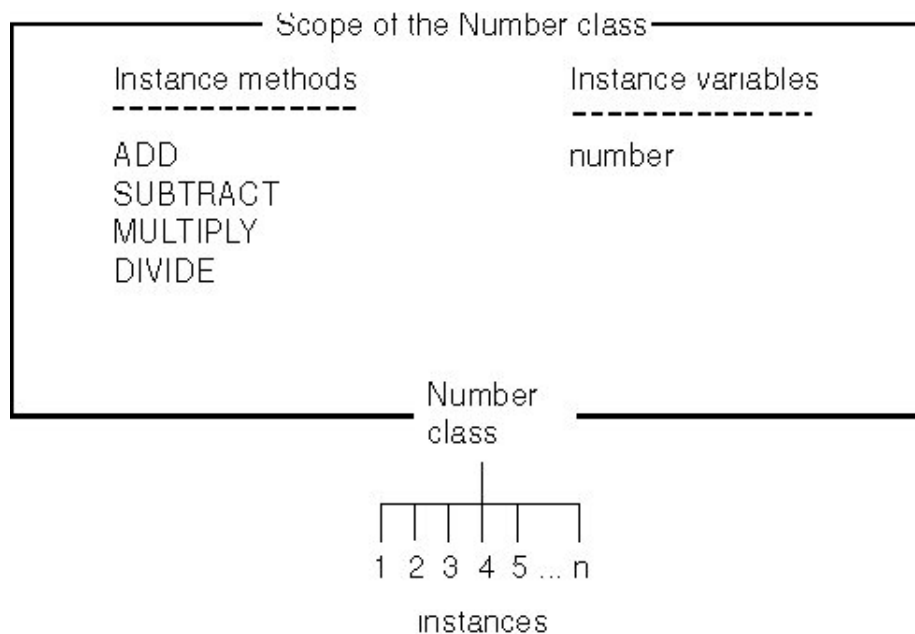 Scope of the Number class
Instance methods
Instance variables
ADD
number
SUBTRACT
MULTIPLY
DIVIDE
Number
class
1 2 3 4 5 ... n
instances